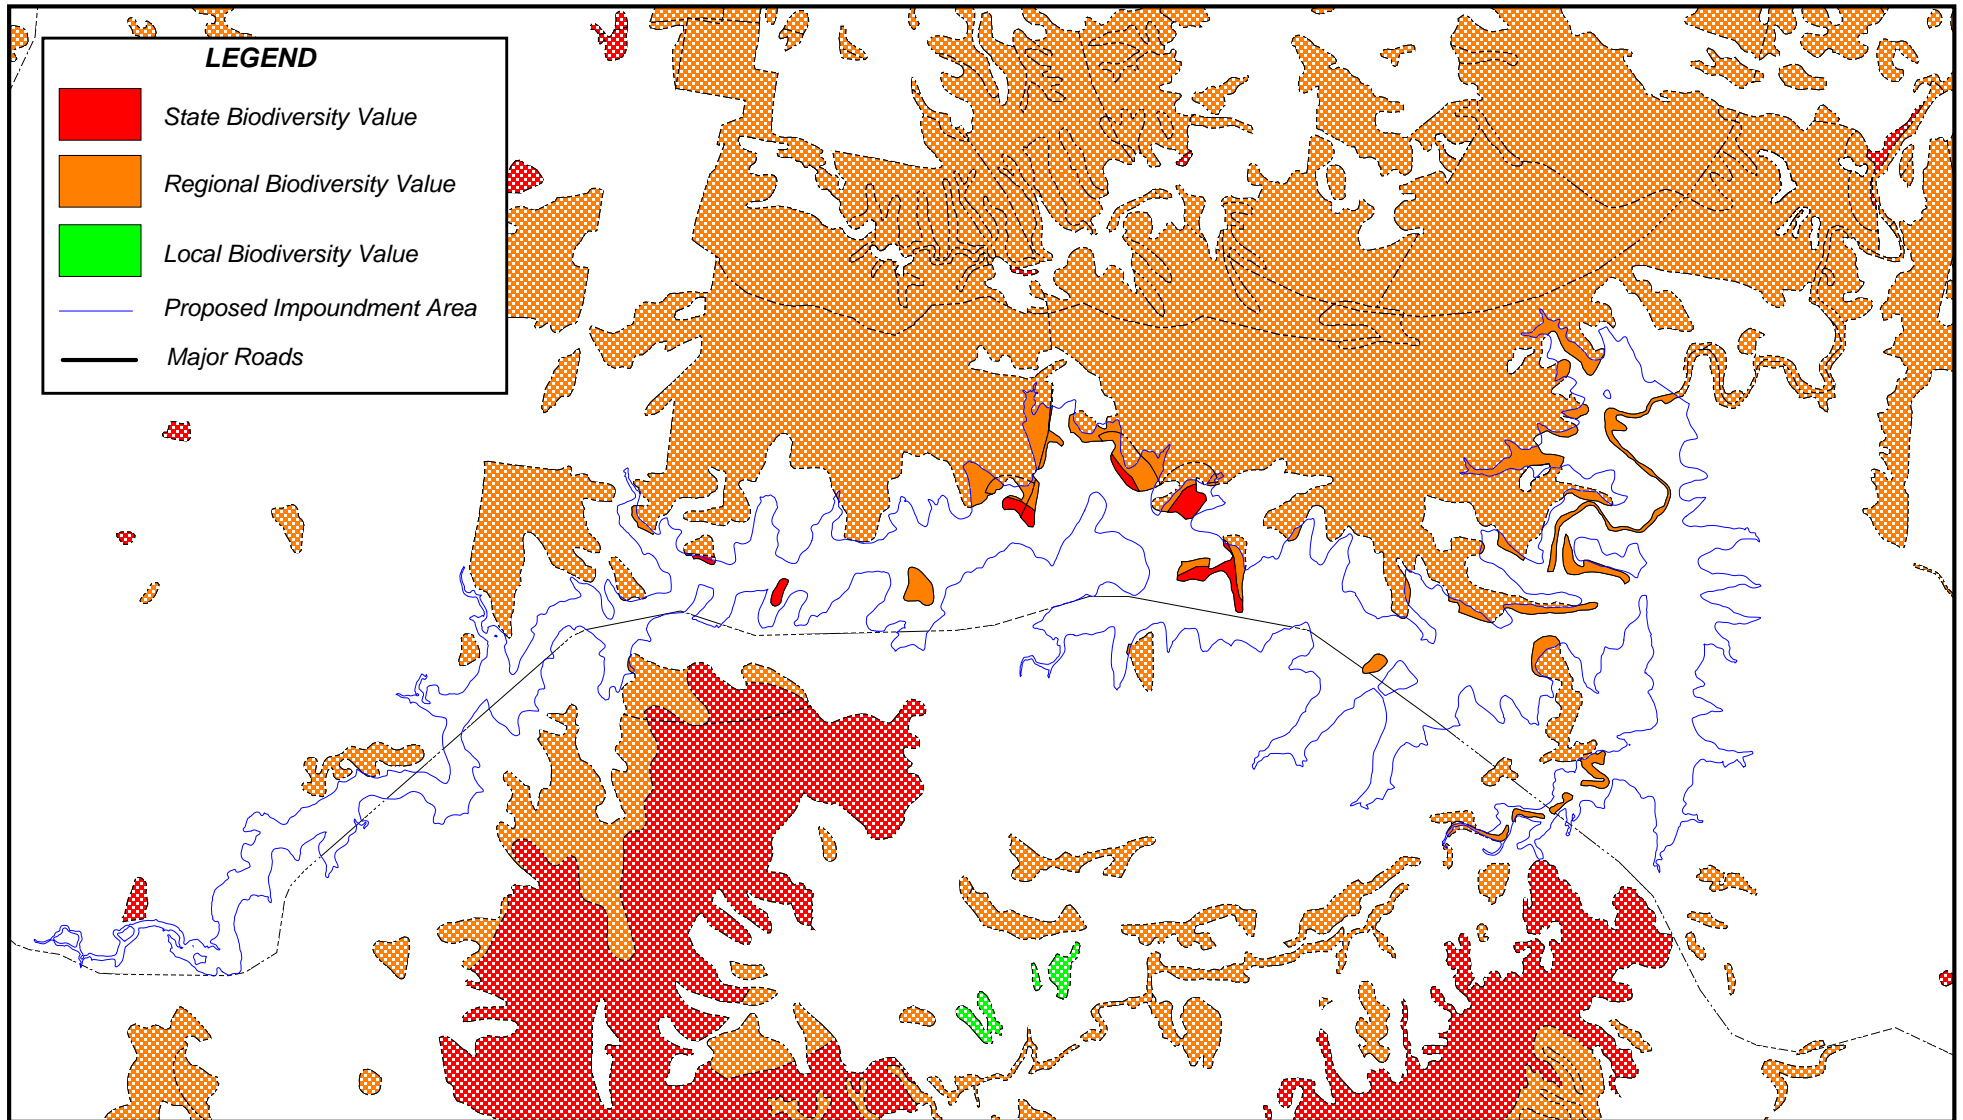 LEGEND
State Biodiversity Value
Regional Biodiversity Value
Local Biodiversity Value
Proposed Impoundment Area
Major Roads